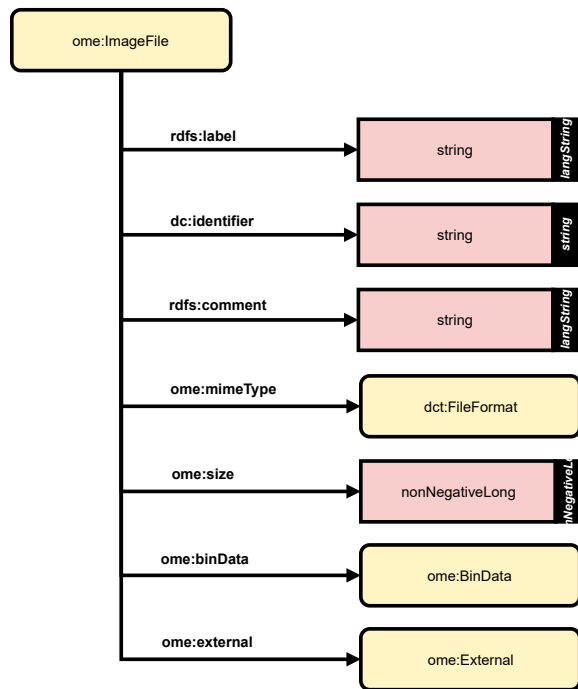 ome:ImageFile
rdfs:label
string
langString
dc:identifier
string
string
rdfs:comment
string
langString
ome:mimeType
dct:FileFormat
ome:size
nonNegativeLong
ome:binData
ome:BinData
ome:external
ome:External